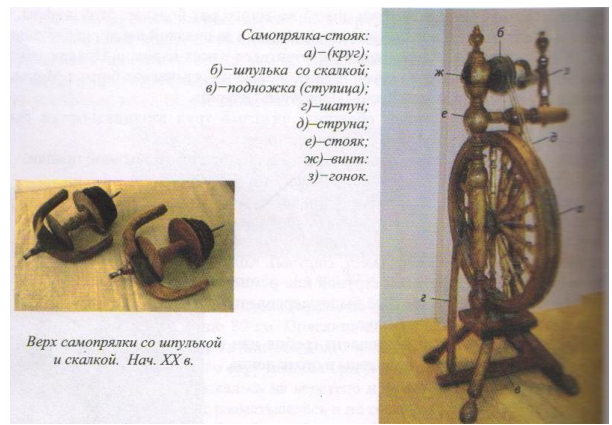 Самопрялка-стояк:
а)–(круг);
б)–шпулька со скалкой;
в)–подножка (ступица);
г)–шатун;
д)–струна;
е)–стояк;
ж)–винт:
з)–гонок.
б
ж
з
е
д
а
г
в
Верх самопрялки со шпулькой
и скалкой. Нач. XX в.